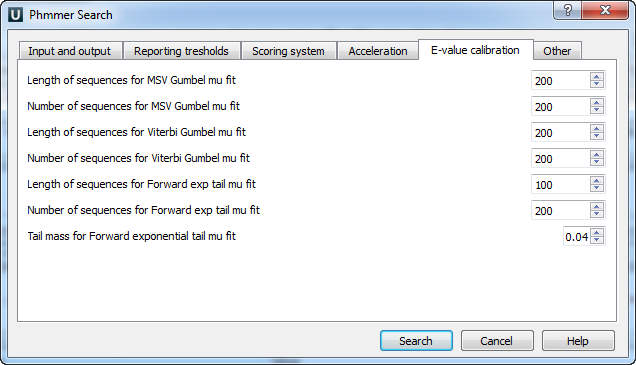 U Phmmer Search ?
Input and output Reporting tresholds Scoring system Acceleration E-value calibration Other
Length of sequences for MSV Gumbel mu fit 200
Number of sequences for MSV Gumbel mu fit 200
Length of sequences for Viterbi Gumbel mu fit 200
Number of sequences for Viterbi Gumbel mu fit 200
Length of sequences for Forward exp tail mu fit 100
Number of sequences for Forward exp tail mu fit 200
Tail mass for Forward exponential tail mu fit 0.04
Search Cancel Help